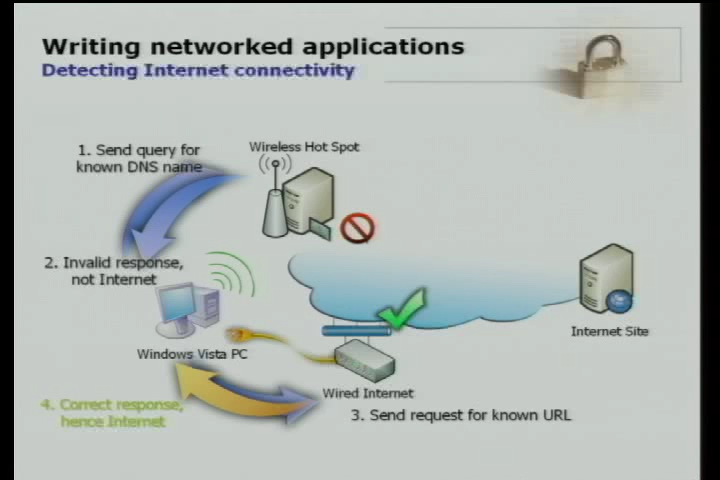 Writing networked applications
Detecting Internet connectivity
1. Send query for
known DNS name
Wireless Hot Spot
2. Invalid response,
not Internet
Internet Site
Windows Vista PC
Wired Internet
4. Correct response,
hence Internet
3. Send request for known URL